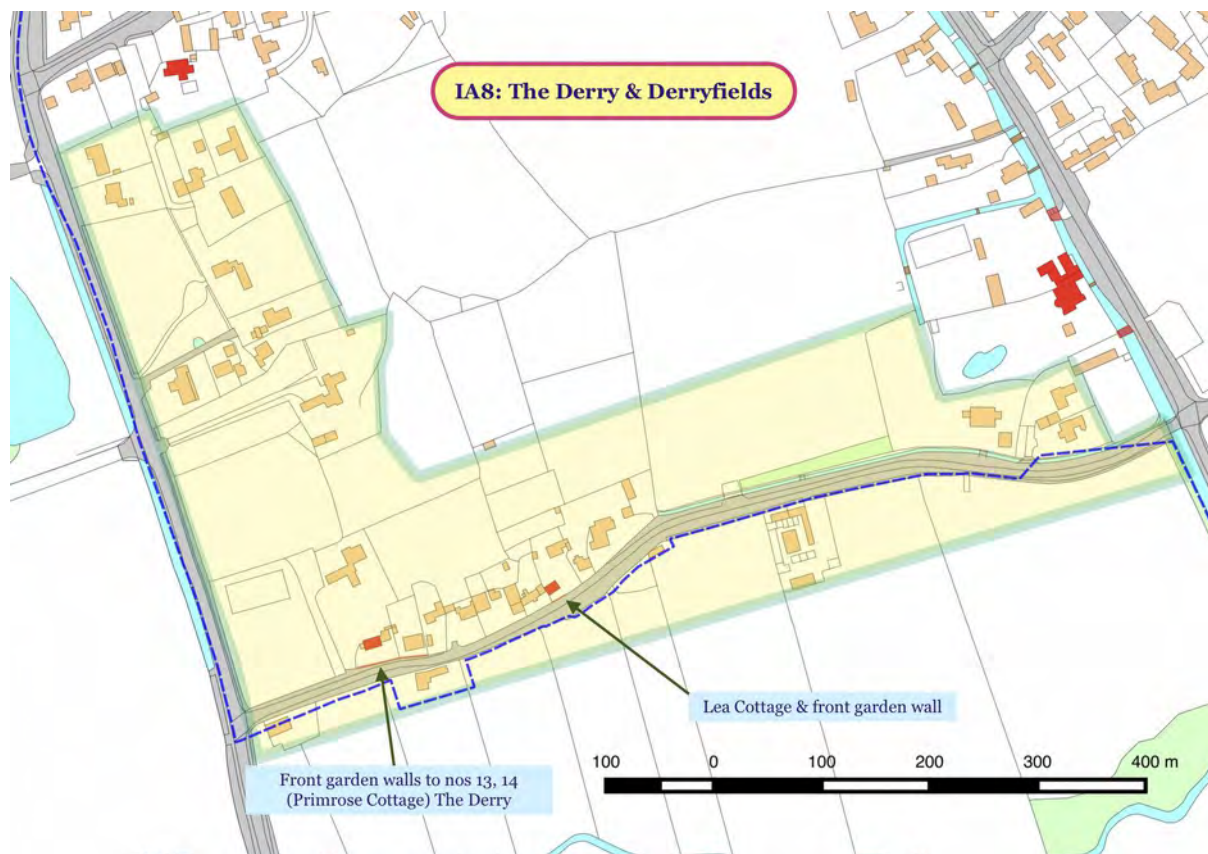 IA8: The Derry & Derryfields
Lea Cottage & front garden wall
Front garden walls to nos 13, 14
(Primrose Cottage) The Derry
100 0 100 200 300 400 m